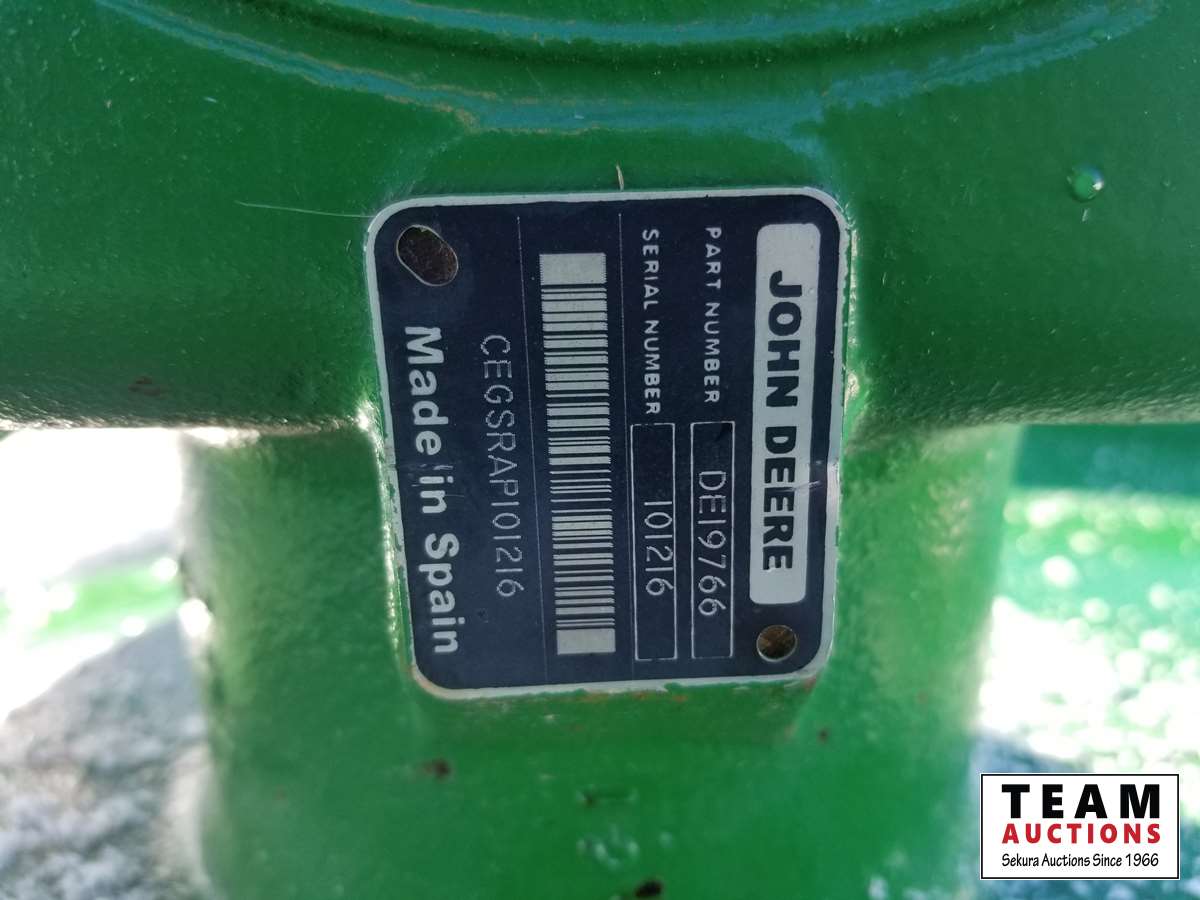 JOHN DEERE
PART NUMBER DE19766
SERIAL NUMBER 101216
CEGSRAP101216
Made in Spain
TEAM
AUCTIONS
Sekura Auctions Since 1966